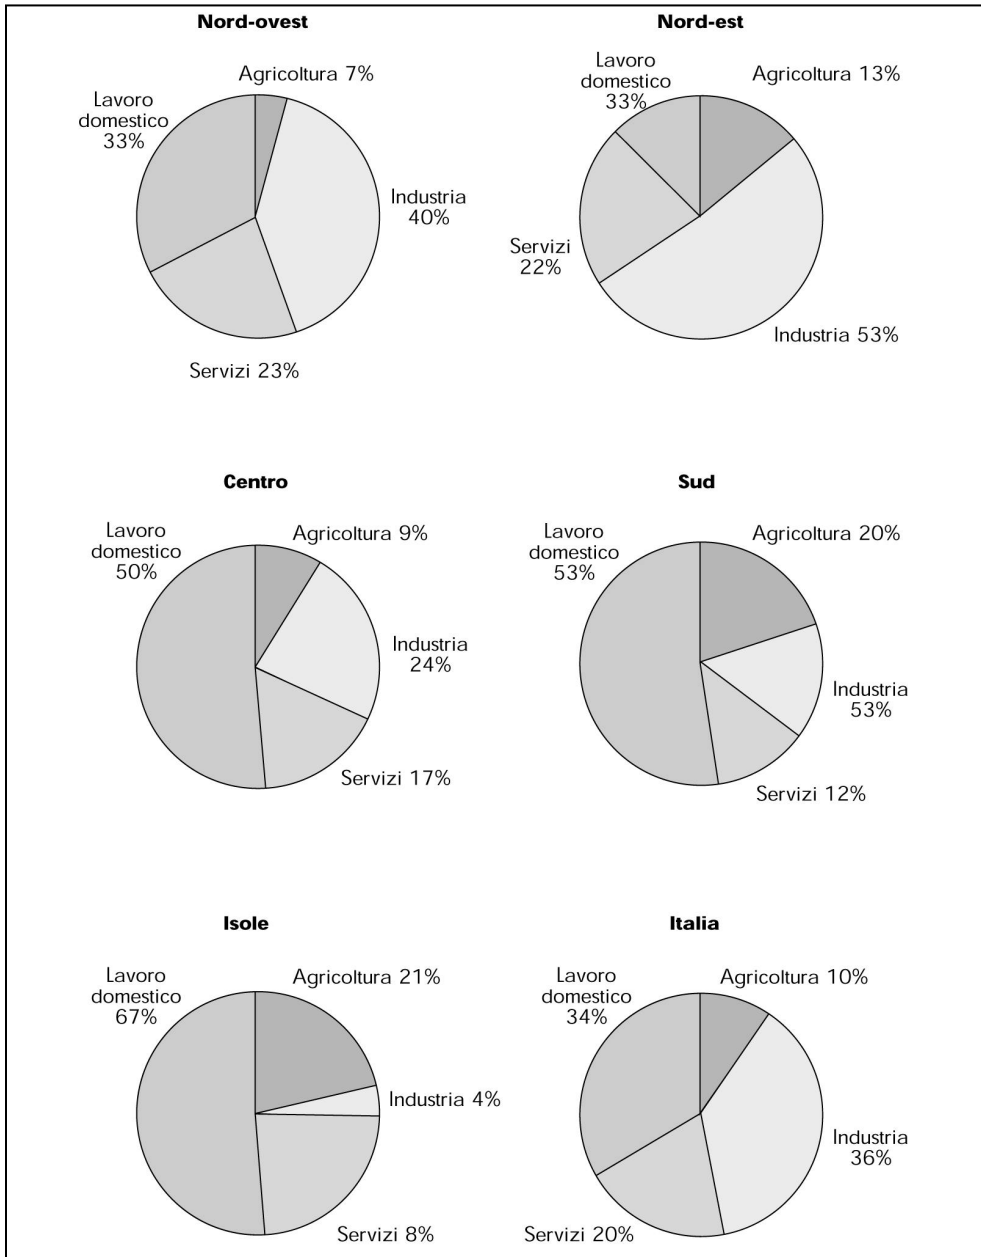 Nord-ovest
Agricoltura 7%
Lavoro
domestico
33%
Industria
40%
Servizi 23%
Nord-est
Lavoro
domestico
33%
Agricoltura 13%
Servizi
22%
Industria 53%
Centro
Lavoro
domestico
50%
Agricoltura 9%
Industria
24%
Servizi 17%
Sud
Lavoro
domestico
53%
Agricoltura 20%
Industria
53%
Servizi 12%
Isole
Lavoro
domestico
67%
Agricoltura 21%
Industria 4%
Servizi 8%
Italia
Lavoro
domestico
34%
Agricoltura 10%
Industria
36%
Servizi 20%